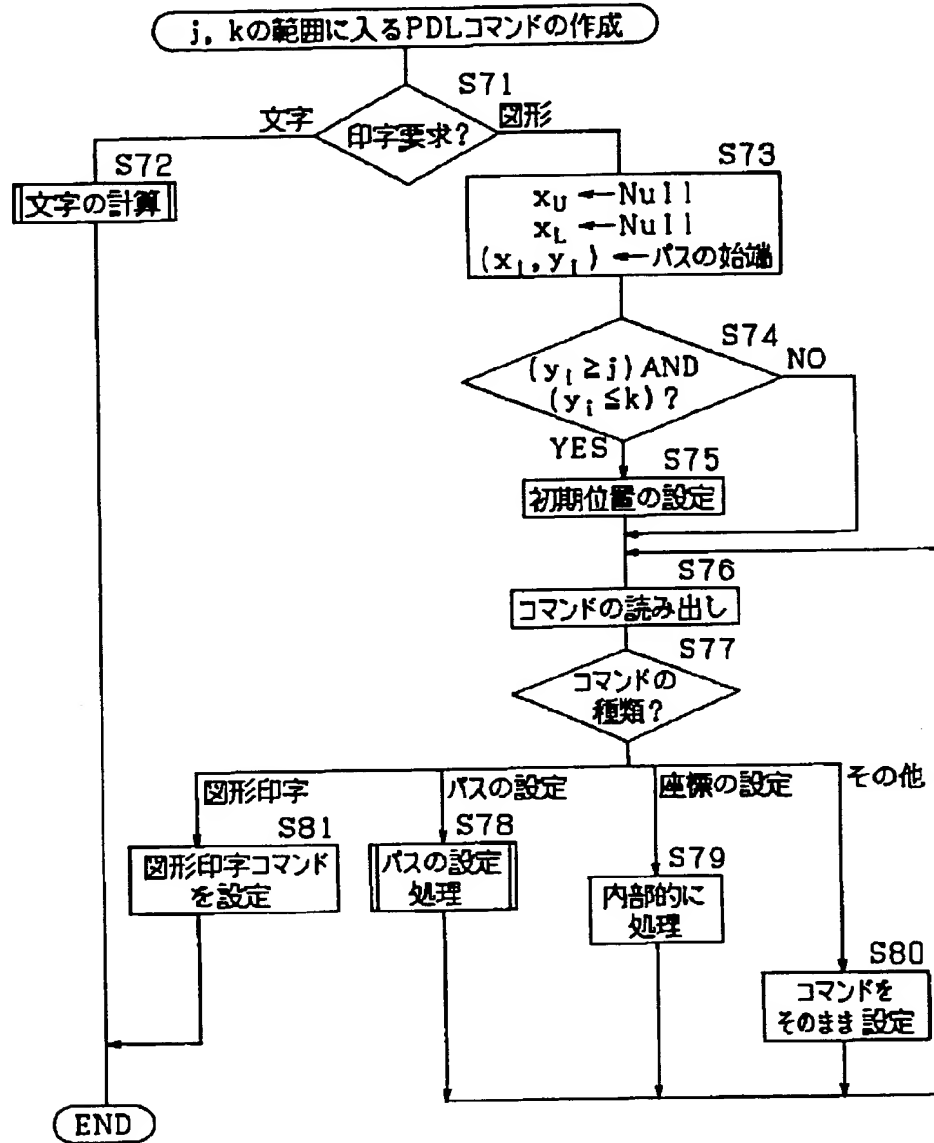 j, kの範囲に入るPDLコマンドの作成
S71
文字
印字要求?
図形
S72
文字の計算
S73
xU ←Null
xL ←Null
(xi, yi) ←パスの始端
S74
(yi ≧j) AND
(yi ≦k) ?
NO
YES
S75
初期位置の設定
S76
コマンドの読み出し
S77
コマンドの
種類?
図形印字
パスの設定
座標の設定
その他
S81
図形印字コマンド
を設定
S78
パスの設定
処理
S79
内部的に
処理
S80
コマンドを
そのまま設定
END